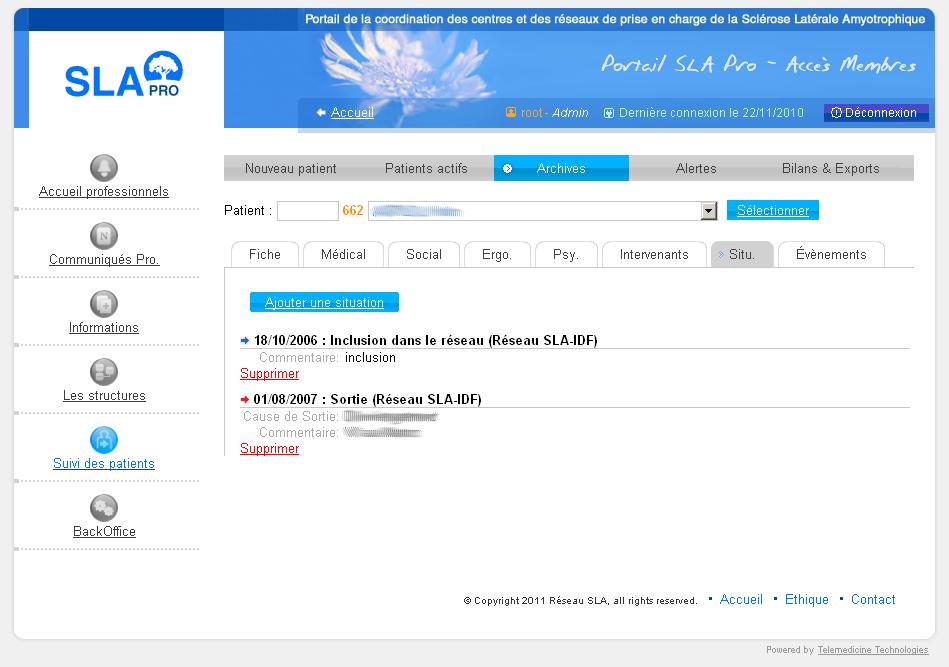 Portail de la coordination des centres et des réseaux de prise en charge de la Sclérose Latérale Amyotrophique
SLA PRO
Portail SLA Pro - Accès Membres
Accueil root - Admin Dernière connexion le 22/11/2010 Déconnexion
Accueil professionnels
Communiqués Pro.
Informations
Les structures
Suivi des patients
BackOffice
Nouveau patient Patients actifs Archives Alertes Bilans & Exports
Patient : 662 Sélectionner
Fiche Médical Social Ergo. Psy. Intervenants Situ. Évènements
Ajouter une situation
18/10/2006 : Inclusion dans le réseau (Réseau SLA-IDF)
Commentaire: inclusion
Supprimer
01/08/2007 : Sortie (Réseau SLA-IDF)
Cause de Sortie:
Commentaire:
Supprimer
© Copyright 2011 Réseau SLA, all rights reserved. • Accueil • Ethique • Contact
Powered by Telemedicine Technologies